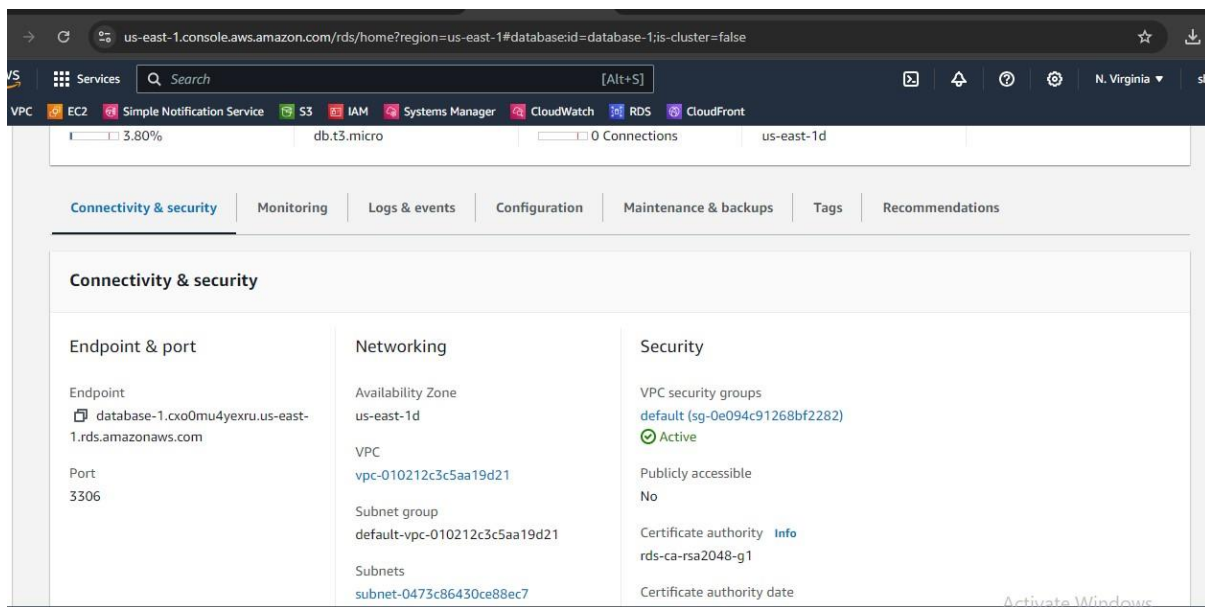 us-east-1.console.aws.amazon.com/rds/home?region=us-east-1#database:id=database-1;is-cluster=false
Services Search [Alt+S] N. Virginia
VPC EC2 Simple Notification Service S3 IAM Systems Manager CloudWatch RDS CloudFront
3.80% db.t3.micro 0 Connections us-east-1d
Connectivity & security Monitoring Logs & events Configuration Maintenance & backups Tags Recommendations
Connectivity & security
Endpoint & port
Endpoint
database-1.cxo0mu4yexru.us-east-
1.rds.amazonaws.com
Port
3306
Networking
Availability Zone
us-east-1d
VPC
vpc-010212c3c5aa19d21
Subnet group
default-vpc-010212c3c5aa19d21
Subnets
subnet-0473c86430ce88ec7
Security
VPC security groups
default (sg-0e094c91268bf2282)
Active
Publicly accessible
No
Certificate authority Info
rds-ca-rsa2048-g1
Certificate authority date
Activate Windows